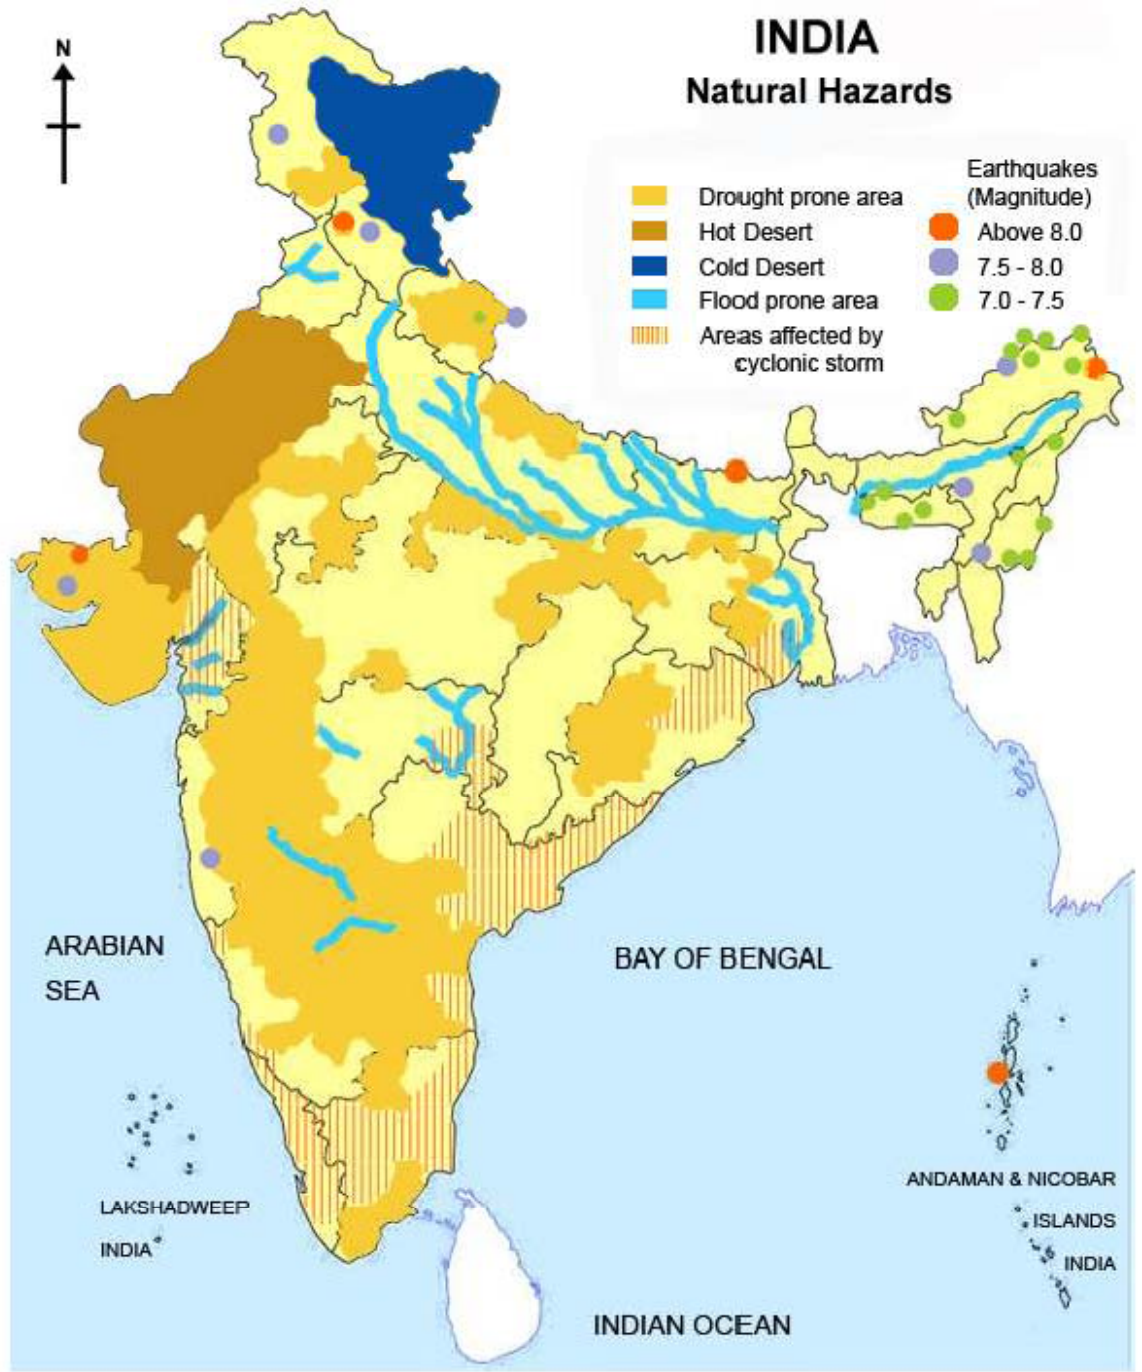 INDIA
Natural Hazards
N
Earthquakes
(Magnitude)
Drought prone area
Hot Desert
Above 8.0
Cold Desert
7.5 - 8.0
Flood prone area
7.0 - 7.5
Areas affected by
cyclonic storm
ARABIAN
SEA
BAY OF BENGAL
ANDAMAN & NICOBAR
ISLANDS
INDIA
LAKSHADWEEP
INDIA
INDIAN OCEAN